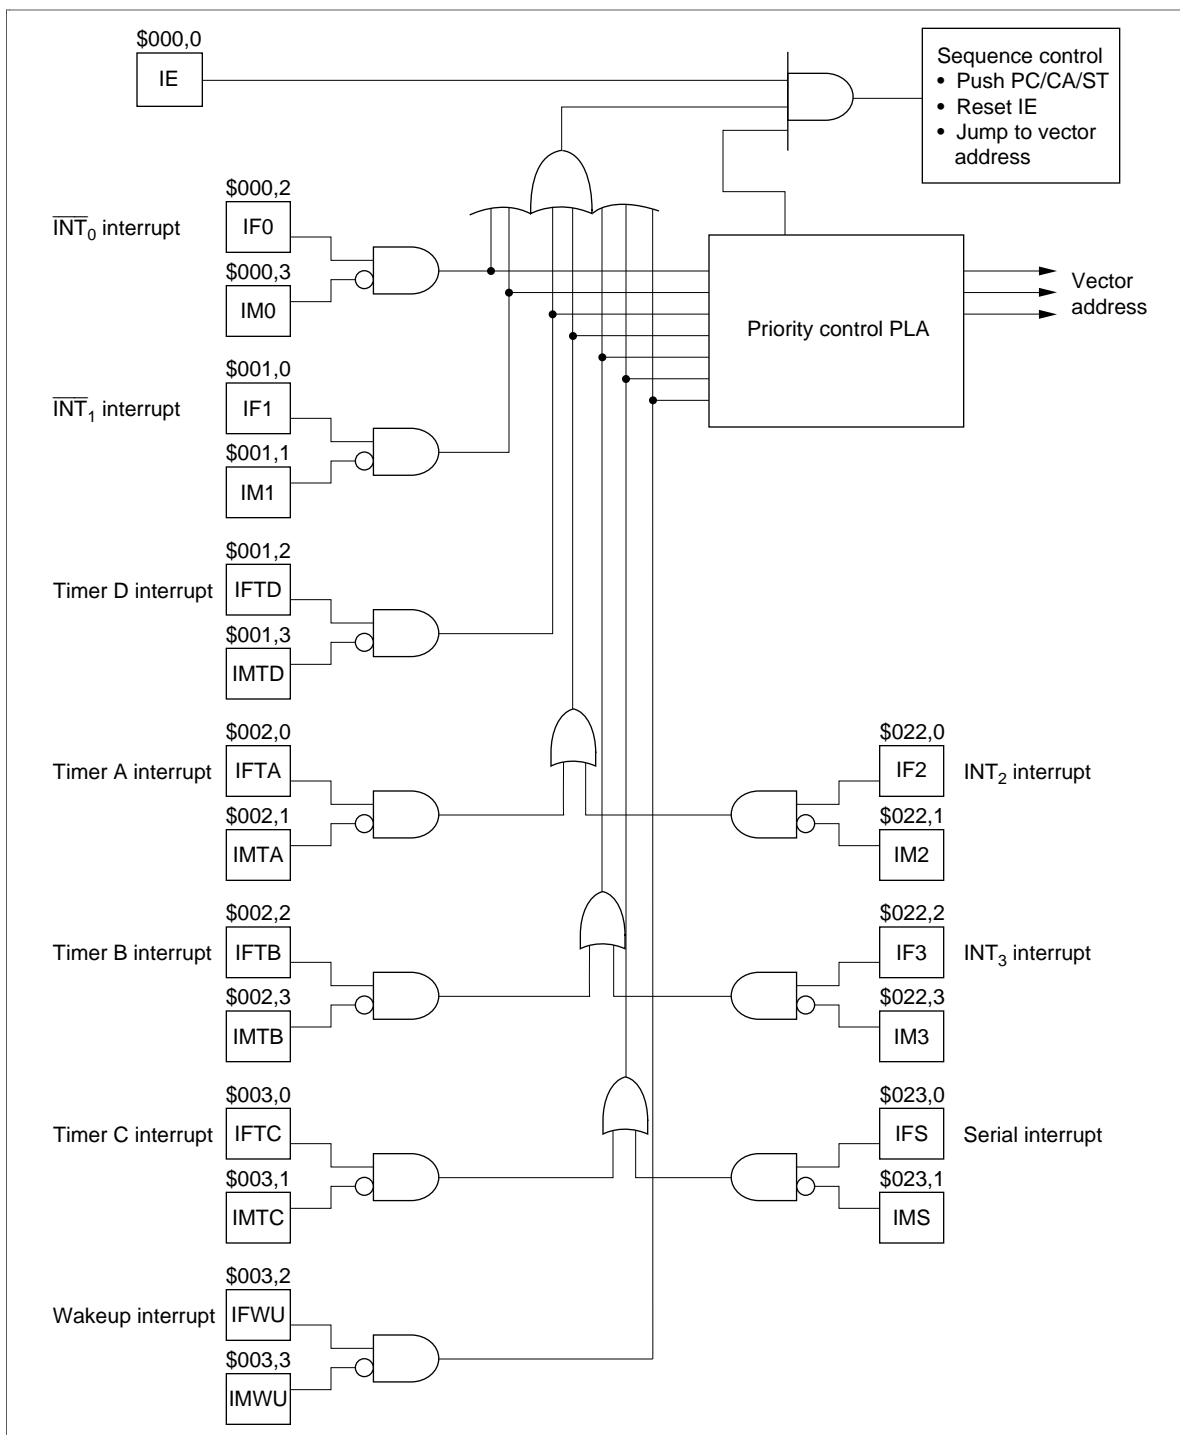 $000,0
IE
Sequence control
• Push PC/CA/ST
• Reset IE
• Jump to vector
address
$000,2
IF0
INT0 interrupt
$000,3
IM0
Priority control PLA
Vector
address
$001,0
IF1
INT1 interrupt
$001,1
IM1
$001,2
IFTD
Timer D interrupt
$001,3
IMTD
$002,0
IFTA
Timer A interrupt
$002,1
IMTA
$022,0
IF2
INT2 interrupt
$022,1
IM2
$002,2
IFTB
Timer B interrupt
$002,3
IMTB
$022,2
IF3
INT3 interrupt
$022,3
IM3
$003,0
IFTC
Timer C interrupt
$003,1
IMTC
$023,0
IFS
Serial interrupt
$023,1
IMS
$003,2
IFWU
Wakeup interrupt
$003,3
IMWU